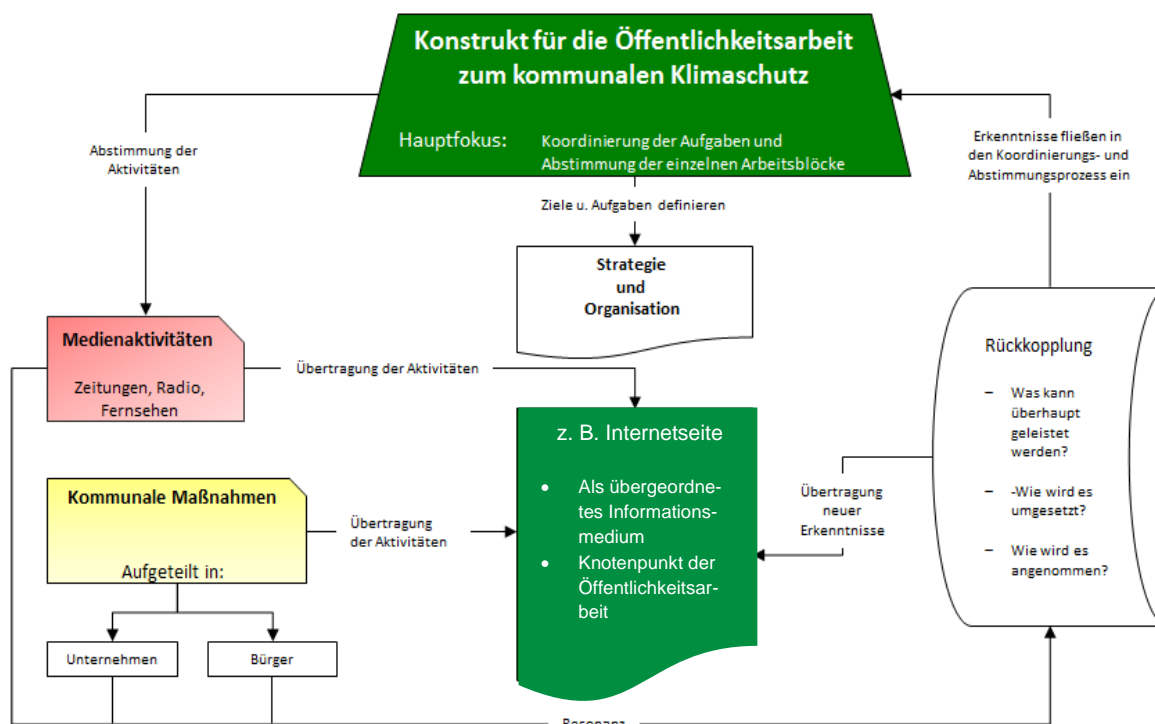 Konstrukt für die Öffentlichkeitsarbeit
zum kommunalen Klimaschutz
Hauptfokus: Koordinierung der Aufgaben und
Abstimmung der einzelnen Arbeitsblöcke
Abstimmung der
Aktivitäten
Erkenntnisse fließen in
den Koordinierungs- und
Abstimmungsprozess ein
Ziele u. Aufgaben definieren
Strategie
und
Organisation
Medienaktivitäten
Zeitungen, Radio,
Fernsehen
Übertragung der Aktivitäten
Rückkopplung
– Was kann
überhaupt
geleistet
werden?
– -Wie wird es
umgesetzt?
– Wie wird es
angenommen?
z. B. Internetseite
• Als übergeordne-
tes Informations-
medium
• Knotenpunkt der
Öffentlichkeitsar-
beit
Übertragung
neuer
Erkenntnisse
Kommunale Maßnahmen
Aufgeteilt in:
Übertragung
der Aktivitäten
Unternehmen
Bürger
Resonanz